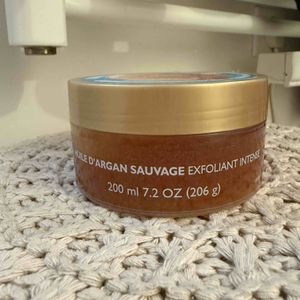 HUILE D'ARGAN SAUVAGE EXFOLIANT INTENSE
200 ml 7.2 OZ (206 g)